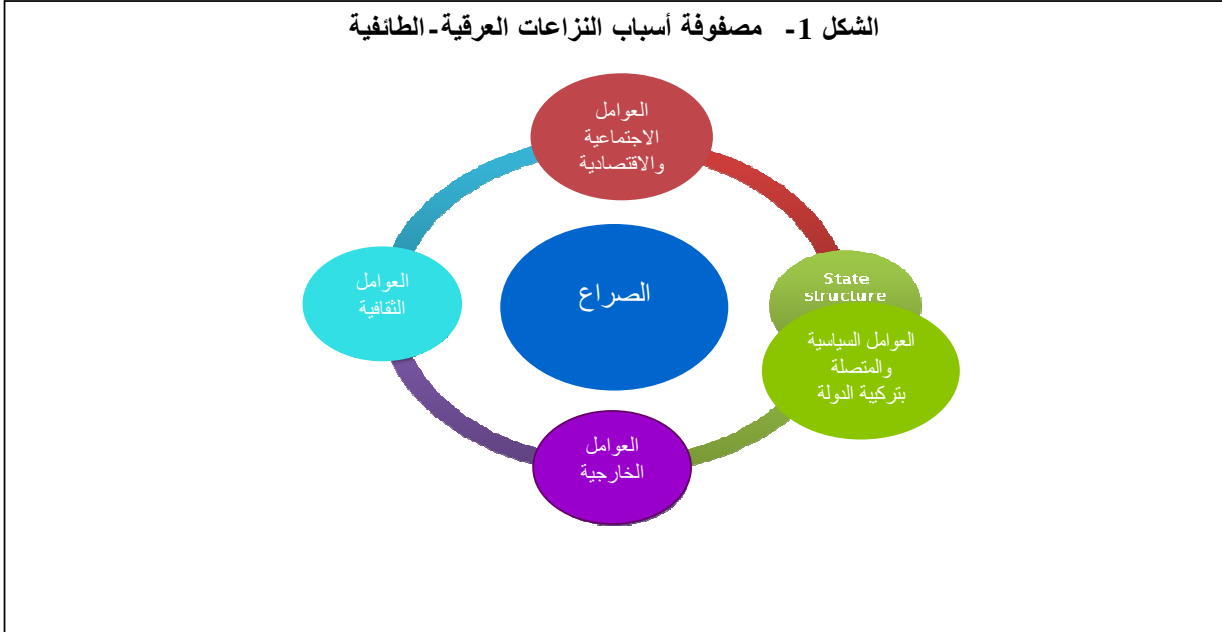 الشكل 1- مصفوفة أسباب النزاعات العرقية-الطائفية
العوامل
الاجتماعية
والاقتصادية
State
structure
العوامل السياسية
والمتصلة
بتركيبة الدولة
العوامل
الخارجية
العوامل
الثقافية
الصراع